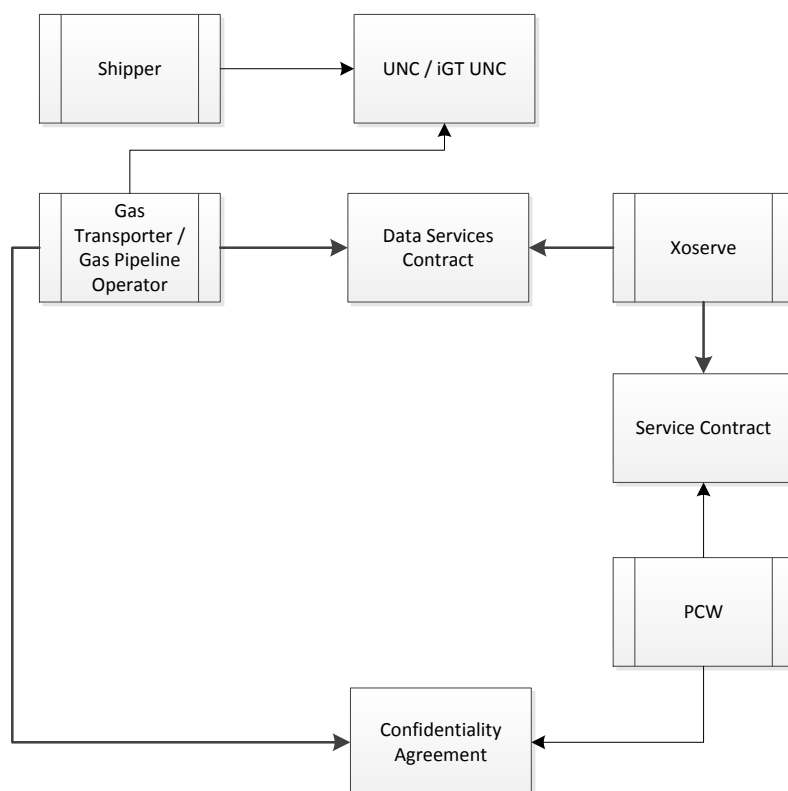 Shipper
UNC / iGT UNC
Gas
Transporter /
Gas Pipeline
Operator
Data Services
Contract
Xoserve
Service Contract
PCW
Confidentiality
Agreement